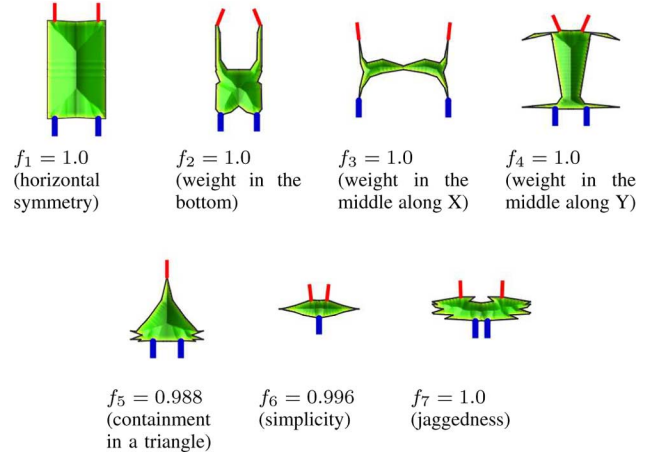 f₁ = 1.0
(horizontal
symmetry)
f₂ = 1.0
(weight in the
bottom)
f₃ = 1.0
(weight in the
middle along X)
f₄ = 1.0
(weight in the
middle along Y)
f₅ = 0.988
(containment
in a triangle)
f₆ = 0.996
(simplicity)
f₇ = 1.0
(jaggedness)